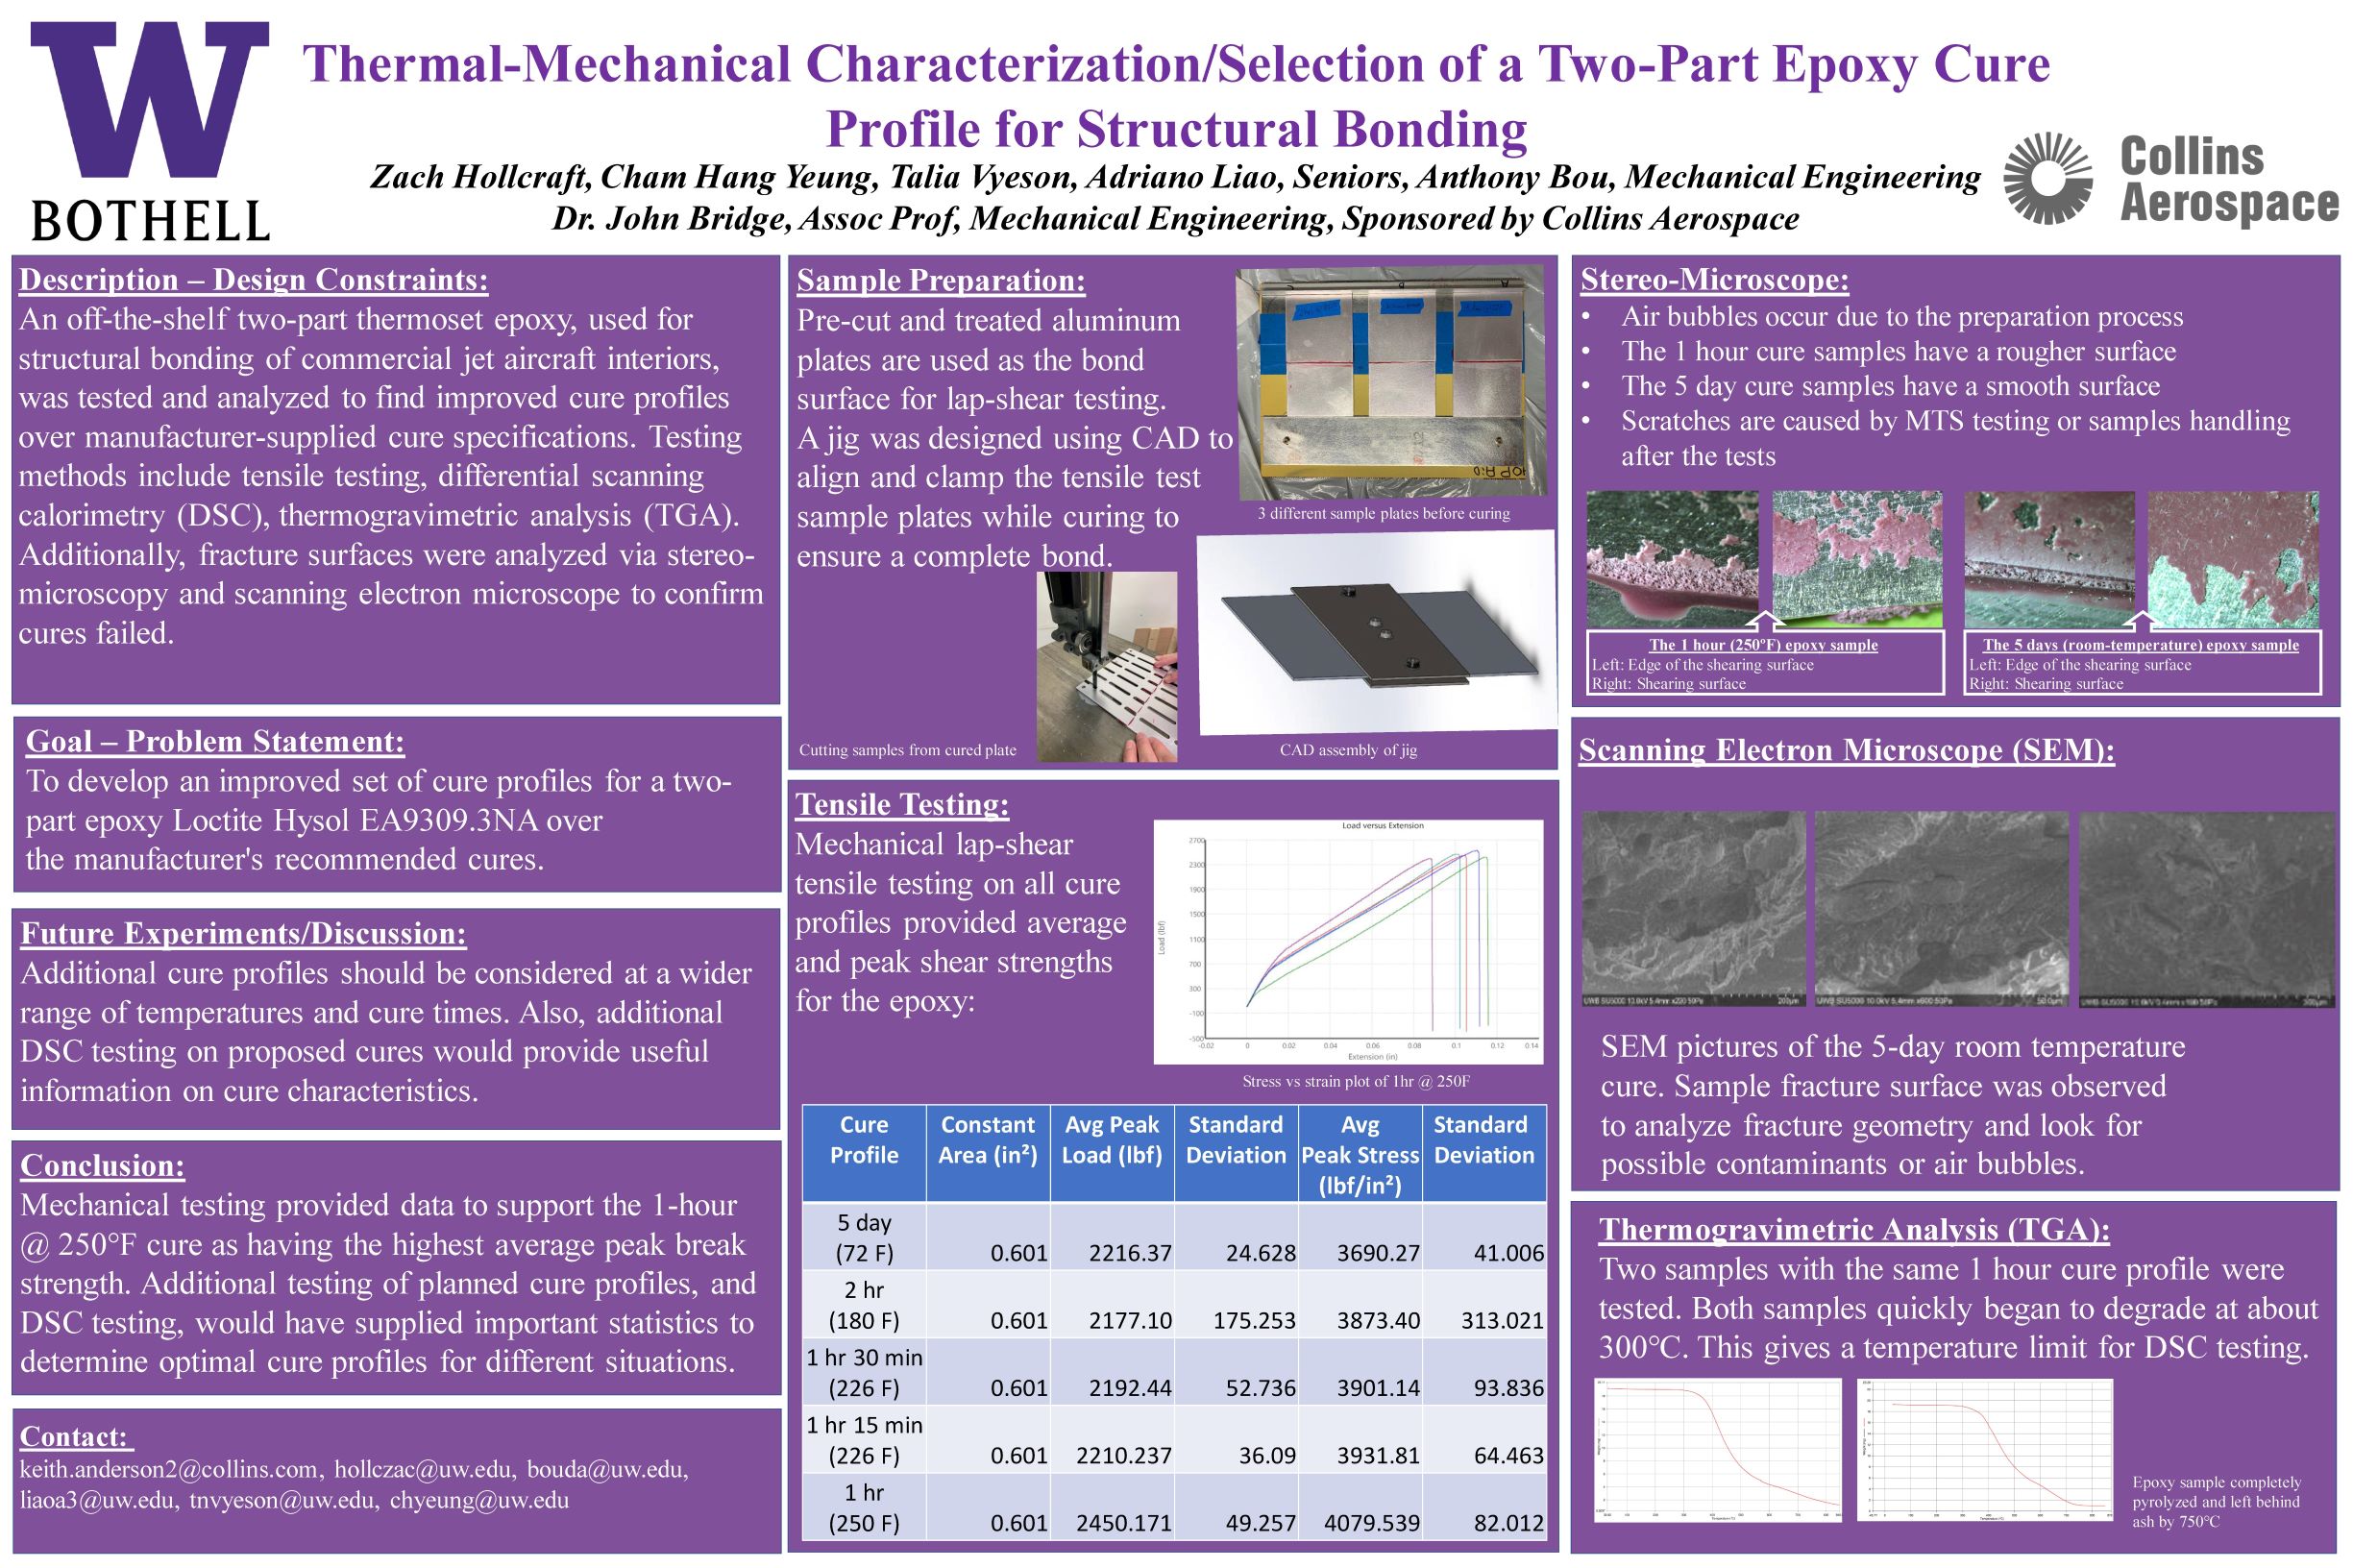 W
BOTHELL
Thermal-Mechanical Characterization/Selection of a Two-Part Epoxy Cure
Profile for Structural Bonding
Zach Hollcraft, Cham Hang Yeung, Talia Vyeson, Adriano Liao, Seniors, Anthony Bou, Mechanical Engineering
Dr. John Bridge, Assoc Prof, Mechanical Engineering, Sponsored by Collins Aerospace
Collins
Aerospace
Description – Design Constraints:
An off-the-shelf two-part thermoset epoxy, used for
structural bonding of commercial jet aircraft interiors,
was tested and analyzed to find improved cure profiles
over manufacturer-supplied cure specifications. Testing
methods include tensile testing, differential scanning
calorimetry (DSC), thermogravimetric analysis (TGA).
Additionally, fracture surfaces were analyzed via stereo-
microscopy and scanning electron microscope to confirm
cures failed.
Goal – Problem Statement:
To develop an improved set of cure profiles for a two-
part epoxy Loctite Hysol EA9309.3NA over
the manufacturer's recommended cures.
Future Experiments/Discussion:
Additional cure profiles should be considered at a wider
range of temperatures and cure times. Also, additional
DSC testing on proposed cures would provide useful
information on cure characteristics.
Conclusion:
Mechanical testing provided data to support the 1-hour
@ 250°F cure as having the highest average peak break
strength. Additional testing of planned cure profiles, and
DSC testing, would have supplied important statistics to
determine optimal cure profiles for different situations.
Contact:
keith.anderson2@collins.com, hollczac@uw.edu, bouda@uw.edu,
liaoa3@uw.edu, tnvyeson@uw.edu, chyeung@uw.edu
Sample Preparation:
Pre-cut and treated aluminum
plates are used as the bond
surface for lap-shear testing.
A jig was designed using CAD to
align and clamp the tensile test
sample plates while curing to
ensure a complete bond.
3 different sample plates before curing
Cutting samples from cured plate
CAD assembly of jig
Tensile Testing:
Mechanical lap-shear
tensile testing on all cure
profiles provided average
and peak shear strengths
for the epoxy:
Load versus Extension
Load (lbf)
2700
2300
1900
1500
1100
700
300
-100
-500
-0.02 0 0.02 0.04 0.06 0.08 0.1 0.12 0.14
Extension (in)
Stress vs strain plot of 1hr @ 250F
Cure Profile Constant Area (in²) Avg Peak Load (lbf) Standard Deviation Avg Peak Stress (lbf/in²) Standard Deviation
5 day (72 F) 0.601 2216.37 24.628 3690.27 41.006
2 hr (180 F) 0.601 2177.10 175.253 3873.40 313.021
1 hr 30 min (226 F) 0.601 2192.44 52.736 3901.14 93.836
1 hr 15 min (226 F) 0.601 2210.237 36.09 3931.81 64.463
1 hr (250 F) 0.601 2450.171 49.257 4079.539 82.012
Stereo-Microscope:
• Air bubbles occur due to the preparation process
• The 1 hour cure samples have a rougher surface
• The 5 day cure samples have a smooth surface
• Scratches are caused by MTS testing or samples handling
after the tests
The 1 hour (250°F) epoxy sample
Left: Edge of the shearing surface
Right: Shearing surface
The 5 days (room-temperature) epoxy sample
Left: Edge of the shearing surface
Right: Shearing surface
Scanning Electron Microscope (SEM):
SEM pictures of the 5-day room temperature
cure. Sample fracture surface was observed
to analyze fracture geometry and look for
possible contaminants or air bubbles.
Thermogravimetric Analysis (TGA):
Two samples with the same 1 hour cure profile were
tested. Both samples quickly began to degrade at about
300℃. This gives a temperature limit for DSC testing.
Epoxy sample completely
pyrolyzed and left behind
ash by 750℃